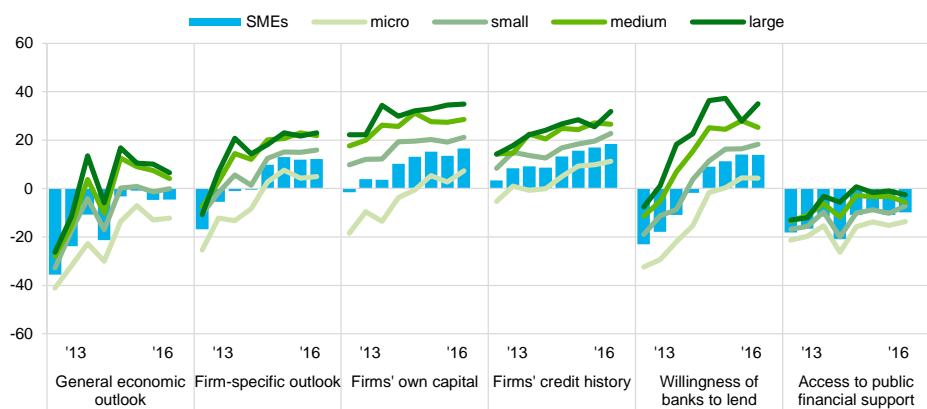 SMEs micro small medium large
60
40
20
0
-20
-40
-60
'13 '16 '13 '16 '13 '16 '13 '16 '13 '16 '13 '16
General economic outlook
Firm-specific outlook
Firms' own capital
Firms' credit history
Willingness of banks to lend
Access to public financial support